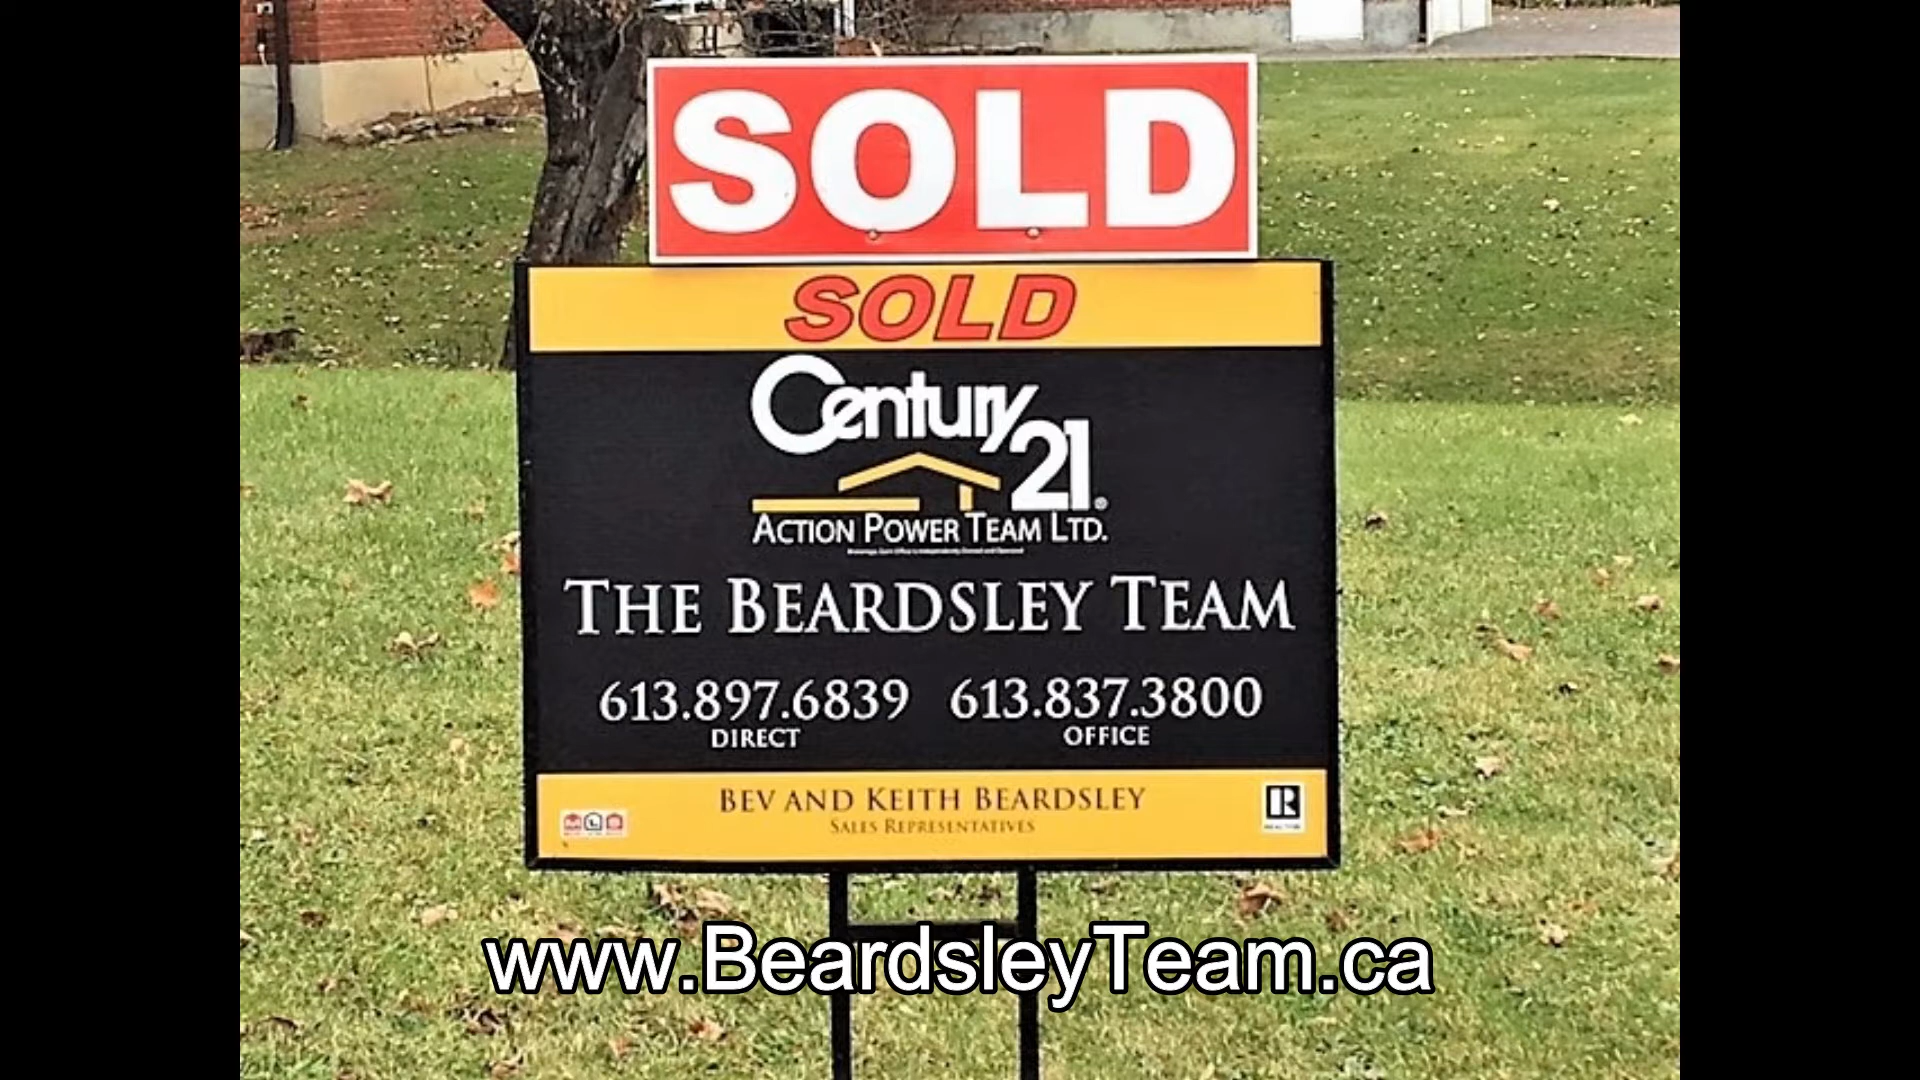 SOLD
SOLD
Century 21®
ACTION POWER TEAM LTD.
THE BEARDSLEY TEAM
613.897.6839 613.837.3800
DIRECT OFFICE
BEV AND KEITH BEARDSLEY
SALES REPRESENTATIVES
www.BeardsleyTeam.ca